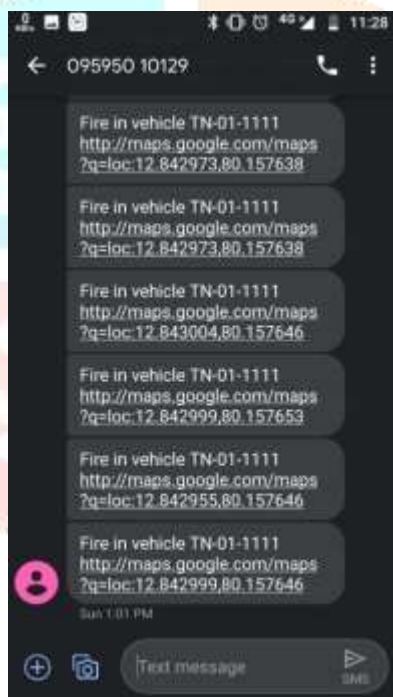 4G 11:28
095950 10129
Fire in vehicle TN-01-1111
http://maps.google.com/maps
?q=loc:12.842973,80.157638
Fire in vehicle TN-01-1111
http://maps.google.com/maps
?q=loc:12.842973,80.157638
Fire in vehicle TN-01-1111
http://maps.google.com/maps
?q=loc:12.843004,80.157646
Fire in vehicle TN-01-1111
http://maps.google.com/maps
?q=loc:12.842999,80.157653
Fire in vehicle TN-01-1111
http://maps.google.com/maps
?q=loc:12.842955,80.157646
Fire in vehicle TN-01-1111
http://maps.google.com/maps
?q=loc:12.842999,80.157646
Sun 1:01 PM
Text message
SMS